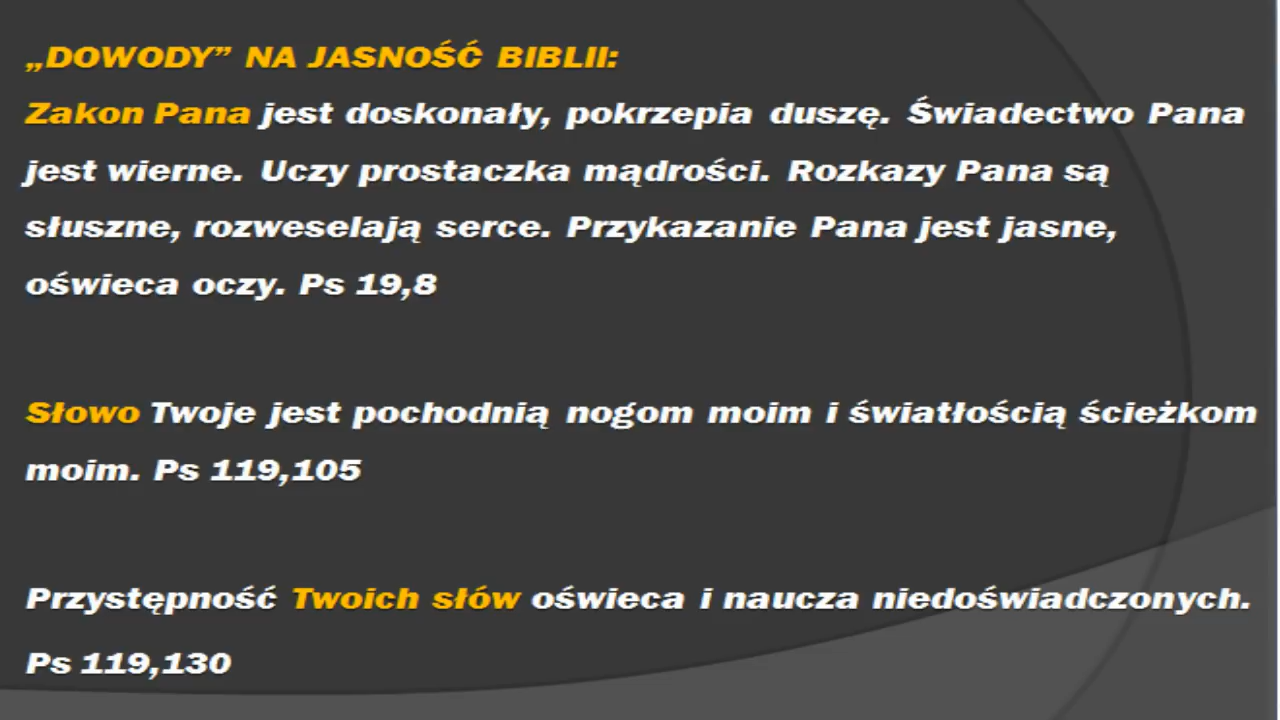 „DOWODY” NA JASNOŚĆ BIBLII:
Zakon Pana jest doskonały, pokrzepia duszę. Świadectwo Pana
jest wierne. Uczy prostaczka mądrości. Rozkazy Pana są
słuszne, rozweselają serce. Przykazanie Pana jest jasne,
oświeca oczy. Ps 19,8
Słowo Twoje jest pochodnią nogom moim i światłością ścieżkom
moim. Ps 119,105
Przystępność Twoich słów oświeca i naucza niedoświadczonych.
Ps 119,130